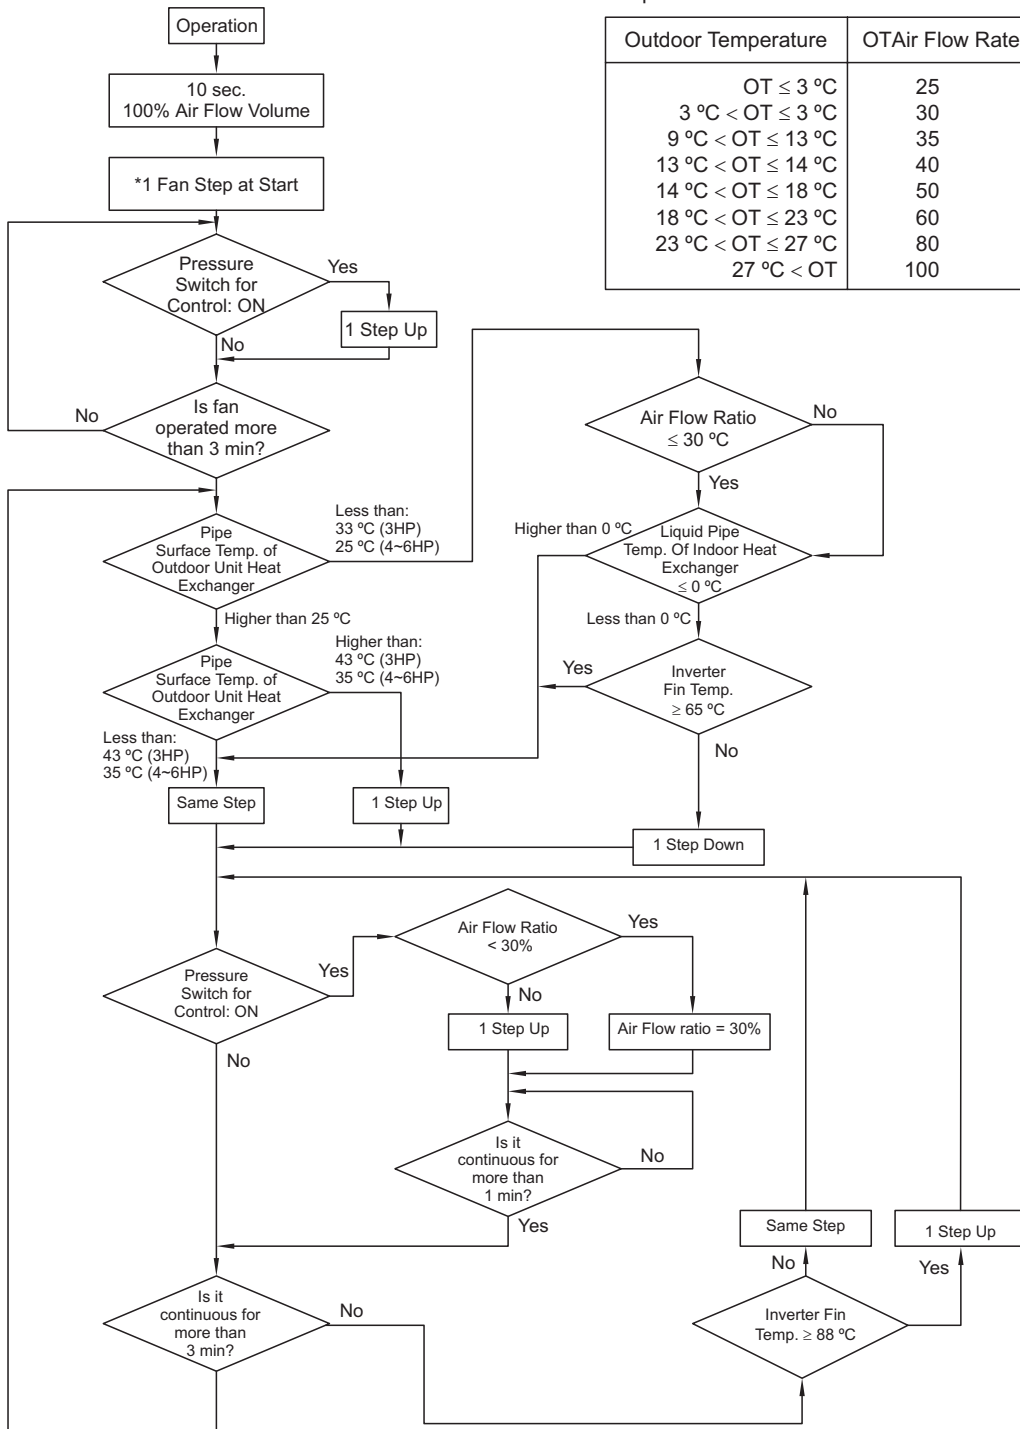 Operation
10 sec.
100% Air Flow Volume
*1 Fan Step at Start
Pressure
Switch for
Control: ON
Yes
1 Step Up
No
Is fan
operated more
than 3 min?
No
Outdoor Temperature
OTAir Flow Rate
OT ≤ 3 ºC 25
3 ºC < OT ≤ 3 ºC 30
9 ºC < OT ≤ 13 ºC 35
13 ºC < OT ≤ 14 ºC 40
14 ºC < OT ≤ 18 ºC 50
18 ºC < OT ≤ 23 ºC 60
23 ºC < OT ≤ 27 ºC 80
27 ºC < OT 100
Pipe
Surface Temp. of
Outdoor Unit Heat
Exchanger
Less than:
33 ºC (3HP)
25 ºC (4~6HP)
Higher than 25 ºC
Pipe
Surface Temp. of
Outdoor Unit Heat
Exchanger
Higher than:
43 ºC (3HP)
35 ºC (4~6HP)
Less than:
43 ºC (3HP)
35 ºC (4~6HP)
Same Step
1 Step Up
Air Flow Ratio
≤ 30 ºC
No
Yes
Higher than 0 ºC
Liquid Pipe
Temp. Of Indoor Heat
Exchanger
≤ 0 ºC
Less than 0 ºC
Yes
Inverter
Fin Temp.
≥ 65 ºC
No
1 Step Down
Pressure
Switch for
Control: ON
Yes
No
Air Flow Ratio
< 30%
Yes
No
1 Step Up
Air Flow ratio = 30%
Is it
continuous for
more than
1 min?
No
Yes
Is it
continuous for
more than
3 min?
No
Same Step
1 Step Up
No
Yes
Inverter Fin
Temp. ≥ 88 ºC